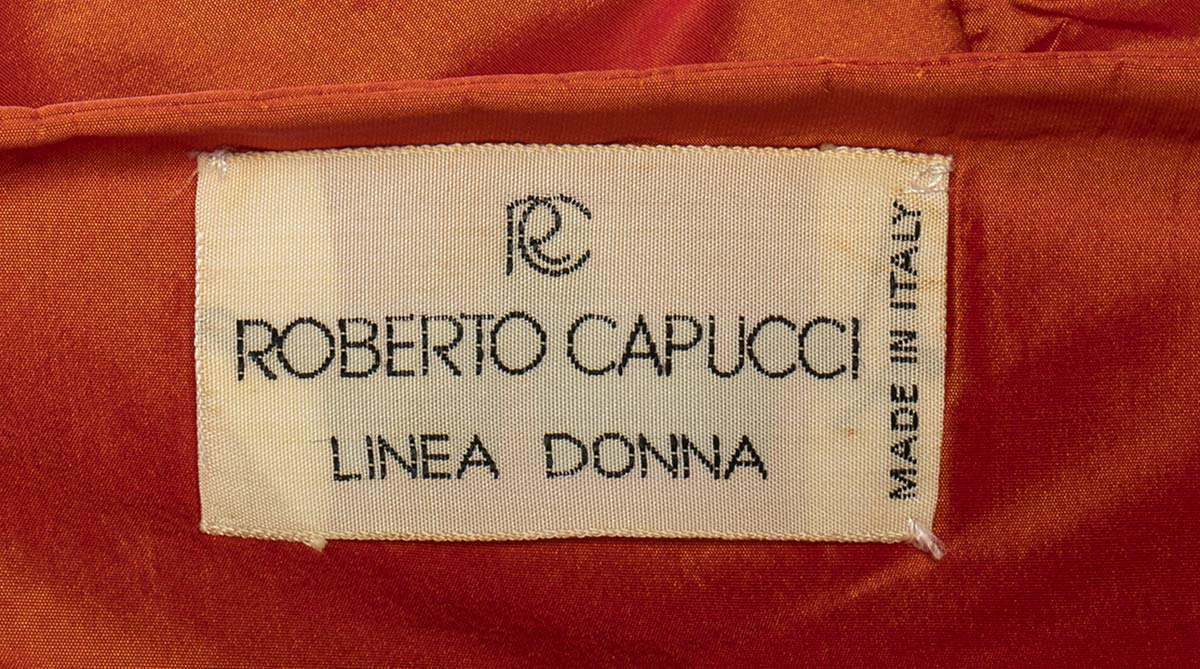 RC
ROBERTO CAPUCCI
LINEA DONNA
MADE IN ITALY